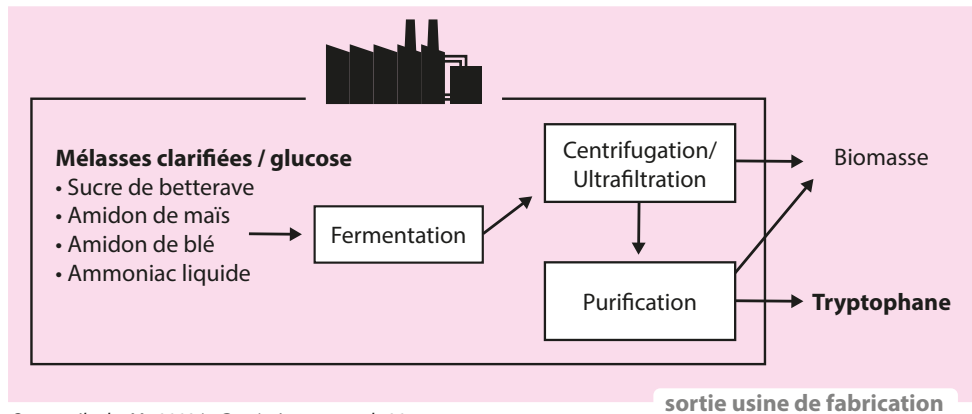 Mélasses clarifiées / glucose
• Sucre de betterave
• Amidon de maïs
• Amidon de blé
• Ammoniac liquide
Fermentation
Centrifugation/
Ultrafiltration
Purification
Biomasse
Tryptophane
sortie usine de fabrication